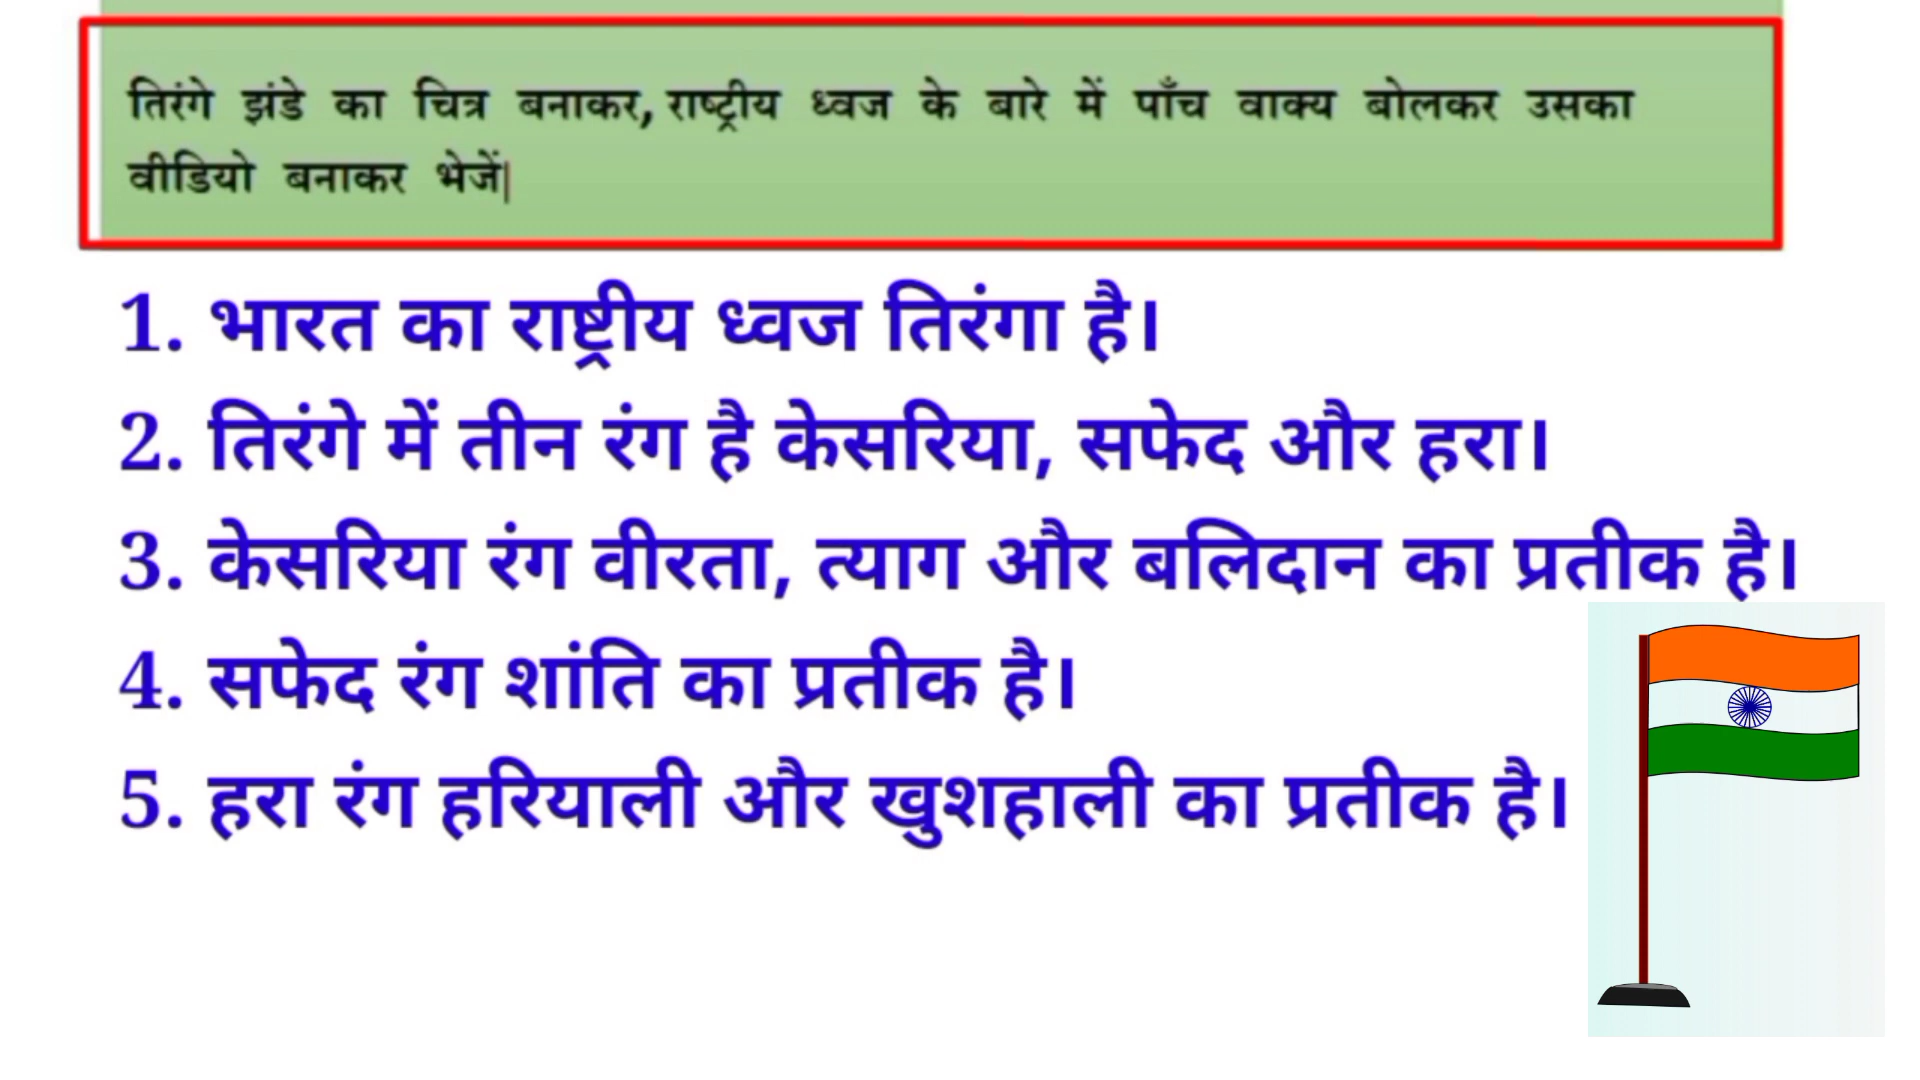 तिरंगे झंडे का चित्र बनाकर, राष्ट्रीय ध्वज के बारे में पाँच वाक्य बोलकर उसका
वीडियो बनाकर भेजें|
1. भारत का राष्ट्रीय ध्वज तिरंगा है।
2. तिरंगे में तीन रंग है केसरिया, सफेद और हरा।
3. केसरिया रंग वीरता, त्याग और बलिदान का प्रतीक है।
4. सफेद रंग शांति का प्रतीक है।
5. हरा रंग हरियाली और खुशहाली का प्रतीक है।